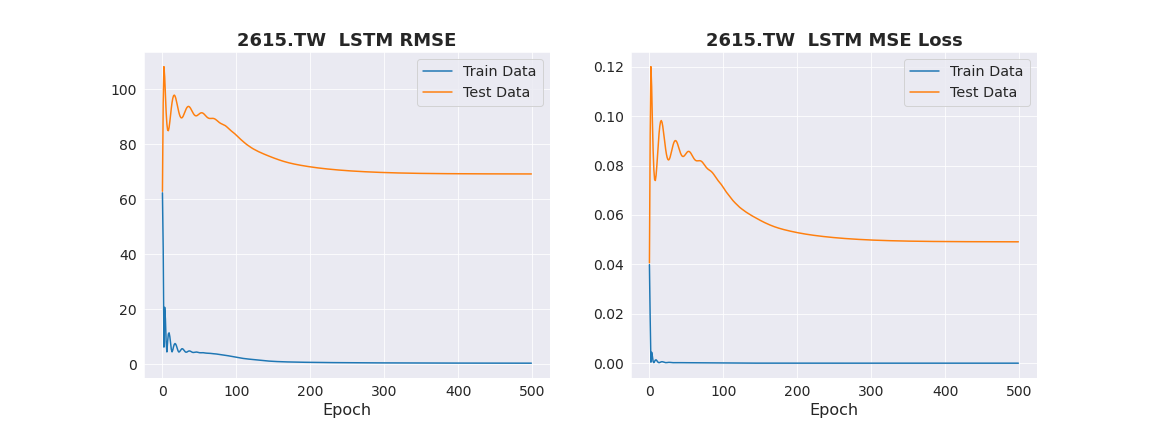 2615.TW  LSTM RMSE
Train Data
Test Data
100
80
60
40
20
0
0 100 200 300 400 500
Epoch
2615.TW  LSTM MSE Loss
Train Data
Test Data
0.12
0.10
0.08
0.06
0.04
0.02
0.00
0 100 200 300 400 500
Epoch